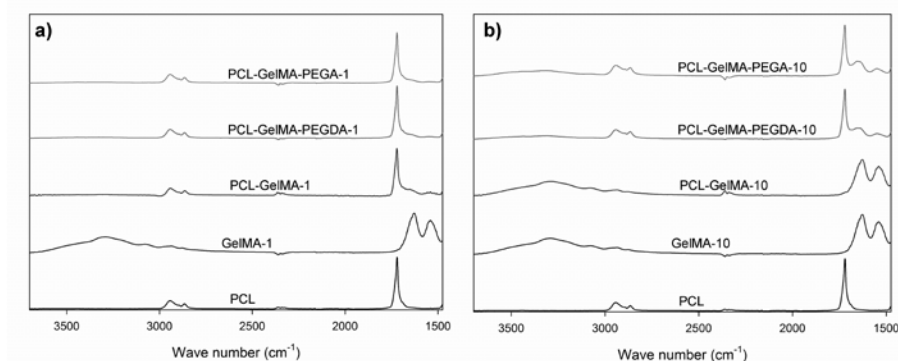 a)
PCL-GelMA-PEGA-1
PCL-GelMA-PEGDA-1
PCL-GelMA-1
GelMA-1
PCL
3500 3000 2500 2000 1500
Wave number (cm⁻¹)
b)
PCL-GelMA-PEGA-10
PCL-GelMA-PEGDA-10
PCL-GelMA-10
GelMA-10
PCL
3500 3000 2500 2000 1500
Wave number (cm⁻¹)